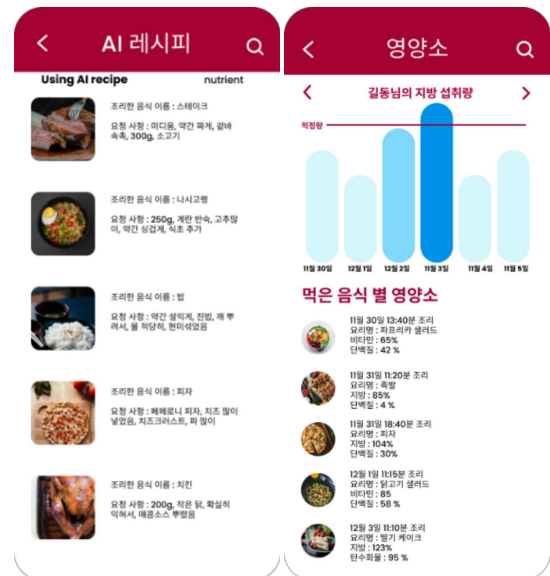 AI 레시피
Using AI recipe
nutrient
조리한 음식 이름 : 스테이크
요청 사항 : 미디움, 약간 짜게, 겉바
속촉, 300g, 소고기
조리한 음식 이름 : 나시고랭
요청 사항 : 250g, 계란 반숙, 고추많
이, 약간 싱겁게, 식초 추가
조리한 음식 이름 : 밥
요청 사항 : 약간 설익게, 진밥, 깨 뿌
려서, 물 적당히, 현미섞었음
조리한 음식 이름 : 피자
요청 사항 : 페페로니 피자, 치즈 많이
넣었음, 치즈크러스트, 파 많이
조리한 음식 이름 : 치킨
요청 사항 : 200g, 작은 닭, 확실히
익혀서, 매콤소스 뿌렸음
영양소
길동님의 지방 섭취량
적정량
11월 30일
12월 1일
12월 2일
11월 3일
11월 4일
11월 5일
먹은 음식 별 영양소
11월 30일 13:40분 조리
요리명 : 파프리카 샐러드
비타민 : 65%
단백질 : 42 %
11월 31일 11:20분 조리
요리명 : 족발
지방 : 85%
단백질 : 4 %
11월 31일 18:40분 조리
요리명 : 피자
지방 : 104%
단백질 : 30%
12월 1일 11:15분 조리
요리명 : 닭고기 샐러드
비타민 : 85
단백질 : 58 %
12월 3일 11:10분 조리
요리명 : 딸기 케이크
지방 : 123%
탄수화물 : 95 %